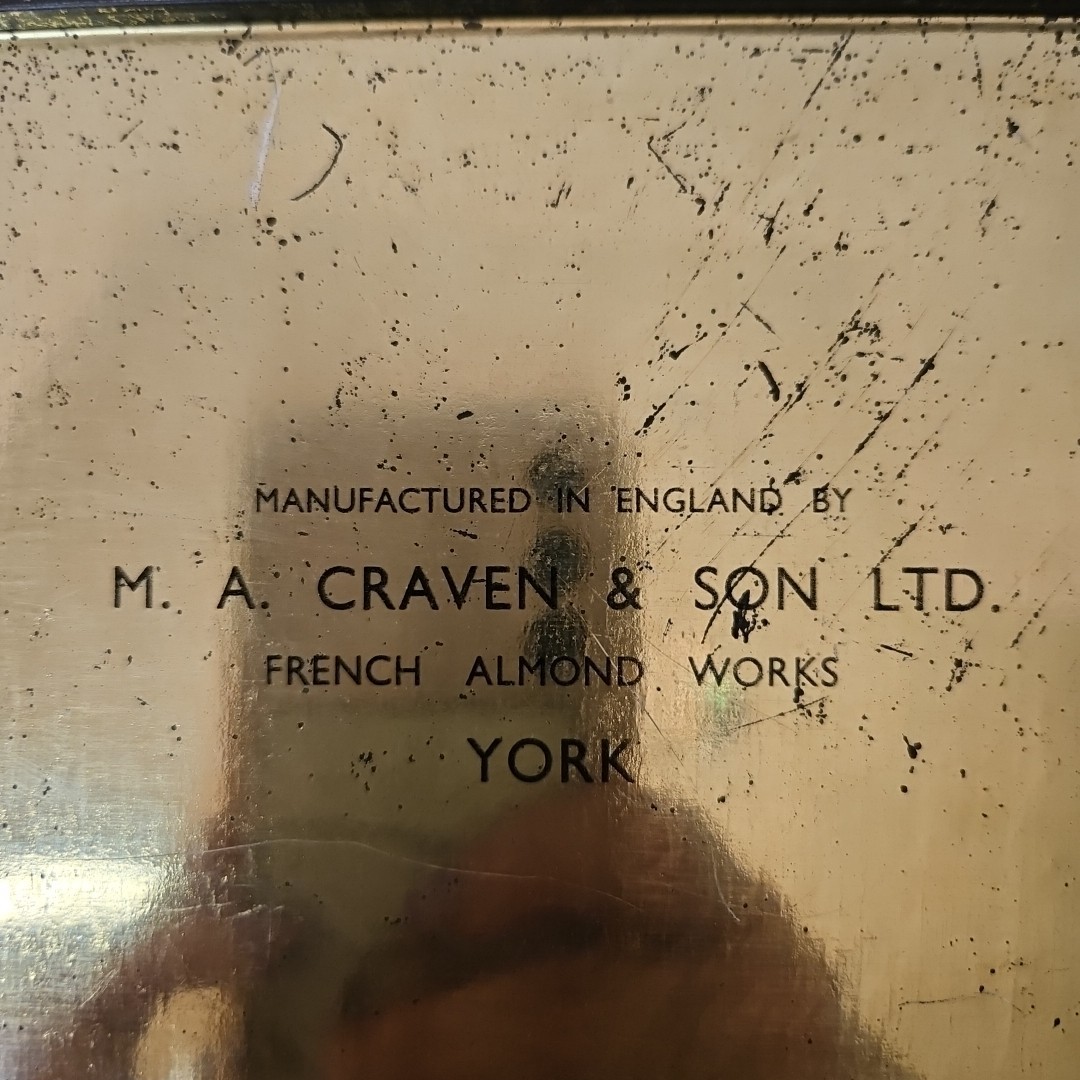 MANUFACTURED IN ENGLAND BY
M. A. CRAVEN & SON LTD.
FRENCH ALMOND WORKS
YORK